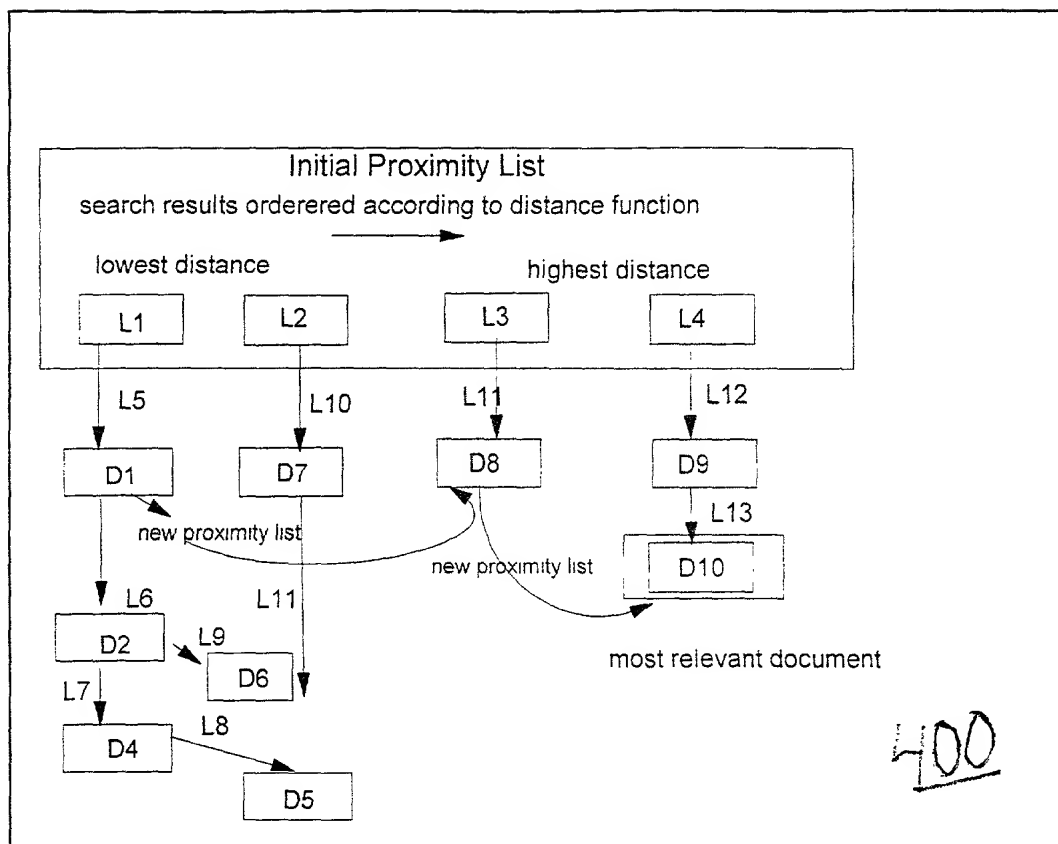 Initial Proximity List
search results orderered according to distance function
lowest distance
highest distance
L1 L2 L3 L4
L5 L10 L11 L12
D1 D7 D8 D9
L13
new proximity list
new proximity list
D10
L6 L11
D2 L9
D6
most relevant document
L7
L8
D4
D5
400